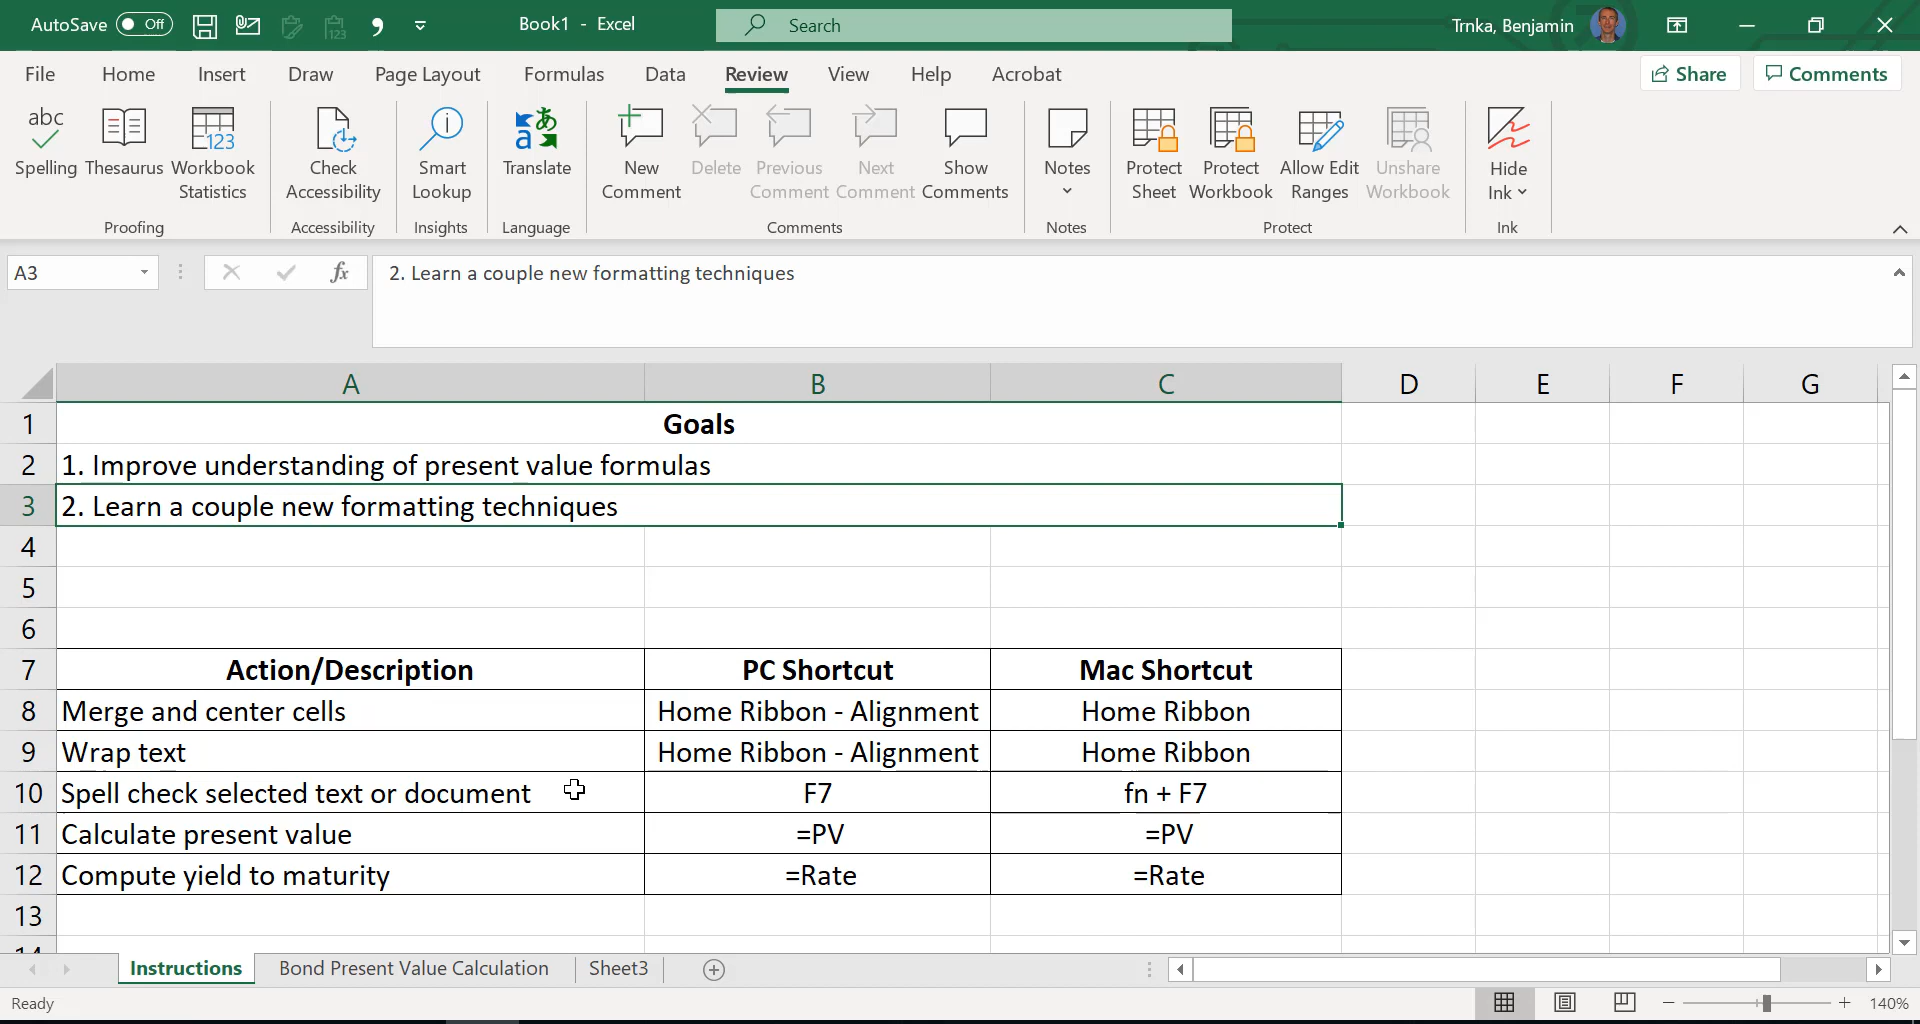 AutoSave Off Book1 - Excel Search Trnka, Benjamin
File Home Insert Draw Page Layout Formulas Data Review View Help Acrobat Share Comments
abc
Spelling
Thesaurus
123
Workbook
Statistics
Proofing
Check
Accessibility
Accessibility
Smart
Lookup
Insights
a あ
Translate
Language
New
Comment
Delete
Previous
Comment
Next
Comment
Show
Comments
Comments
Notes
Notes
Protect
Sheet
Protect
Workbook
Allow Edit
Ranges
Unshare
Workbook
Protect
Hide
Ink
Ink
A3 fx 2. Learn a couple new formatting techniques
A B C D E F G
1 Goals
2 1. Improve understanding of present value formulas
3 2. Learn a couple new formatting techniques
4
5
6
7 Action/Description PC Shortcut Mac Shortcut
8 Merge and center cells Home Ribbon - Alignment Home Ribbon
9 Wrap text Home Ribbon - Alignment Home Ribbon
10 Spell check selected text or document F7 fn + F7
11 Calculate present value =PV =PV
12 Compute yield to maturity =Rate =Rate
13
14
Instructions Bond Present Value Calculation Sheet3
Ready 140%